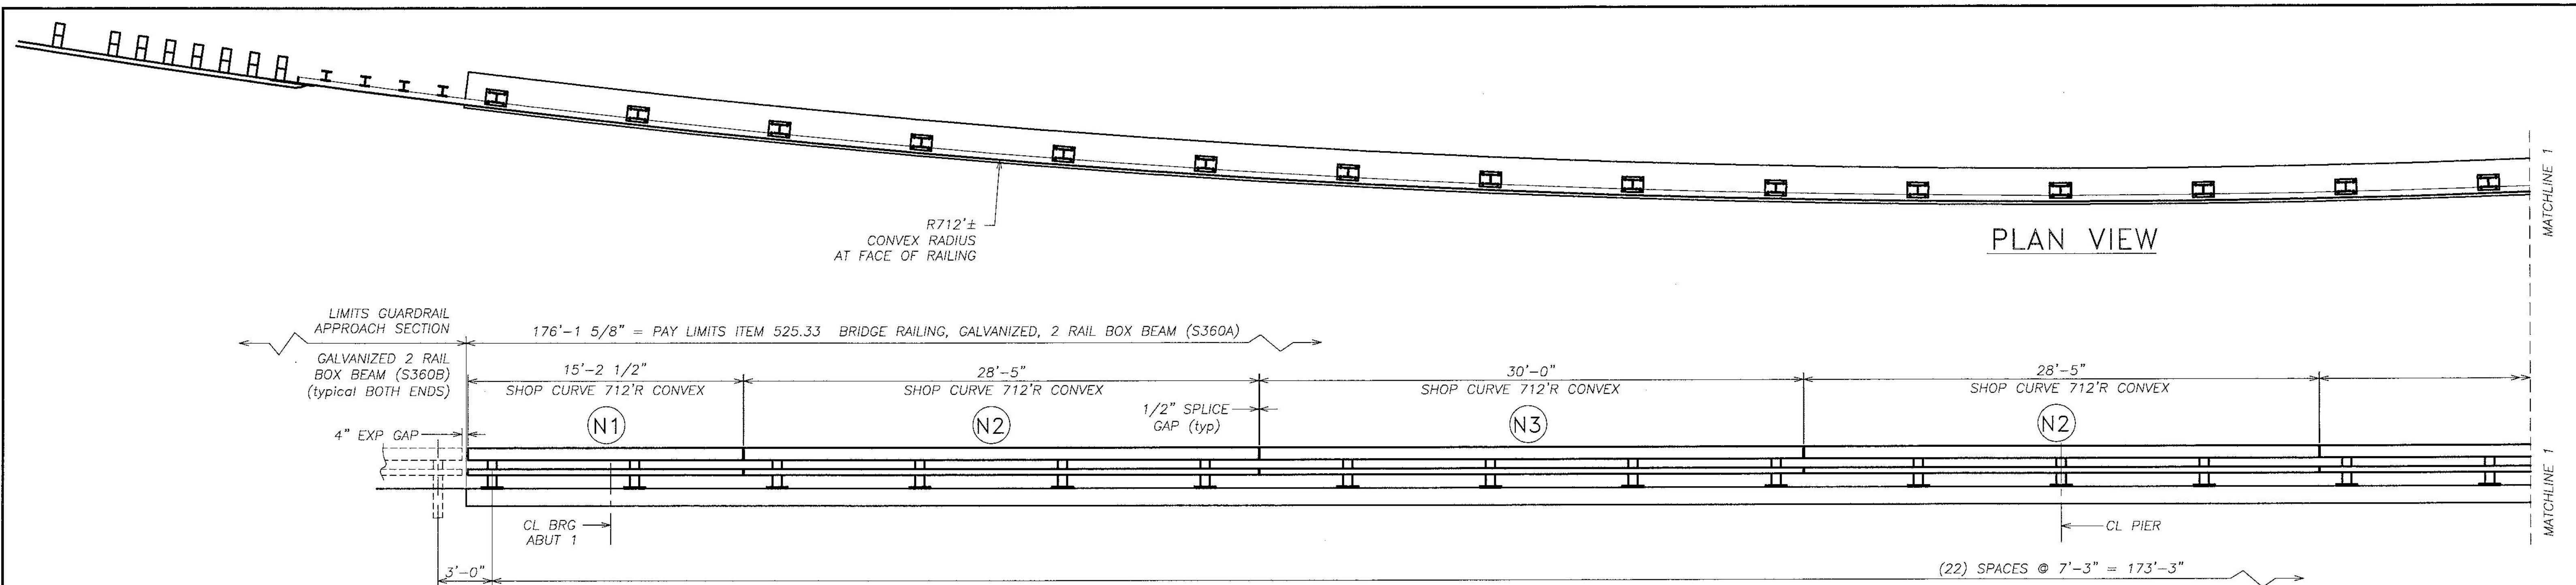 R712'±
CONVEX RADIUS
AT FACE OF RAILING
PLAN VIEW
MATCHLINE 1
LIMITS GUARDRAIL
APPROACH SECTION
GALVANIZED 2 RAIL
BOX BEAM (S360B)
(typical BOTH ENDS)
176'-1 5/8" = PAY LIMITS ITEM 525.33 BRIDGE RAILING, GALVANIZED, 2 RAIL BOX BEAM (S360A)
15'-2 1/2"
SHOP CURVE 712'R CONVEX
28'-5"
SHOP CURVE 712'R CONVEX
30'-0"
SHOP CURVE 712'R CONVEX
28'-5"
SHOP CURVE 712'R CONVEX
1/2" SPLICE
GAP (typ)
4" EXP GAP
N1
N2
N3
N2
CL BRG
ABUT 1
CL PIER
MATCHLINE 1
3'-0"
(22) SPACES @ 7'-3" = 173'-3"